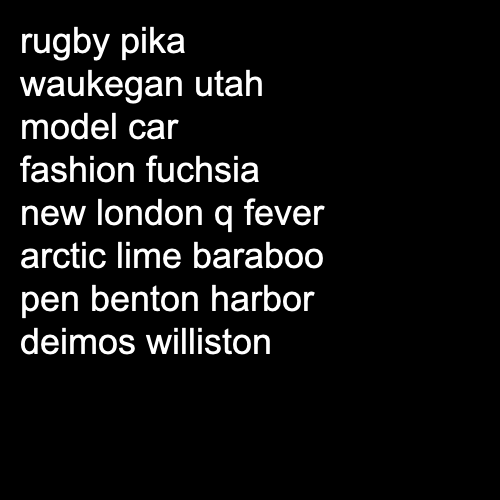 rugby pika
waukegan utah
model car
fashion fuchsia
new london q fever
arctic lime baraboo
pen benton harbor
deimos williston